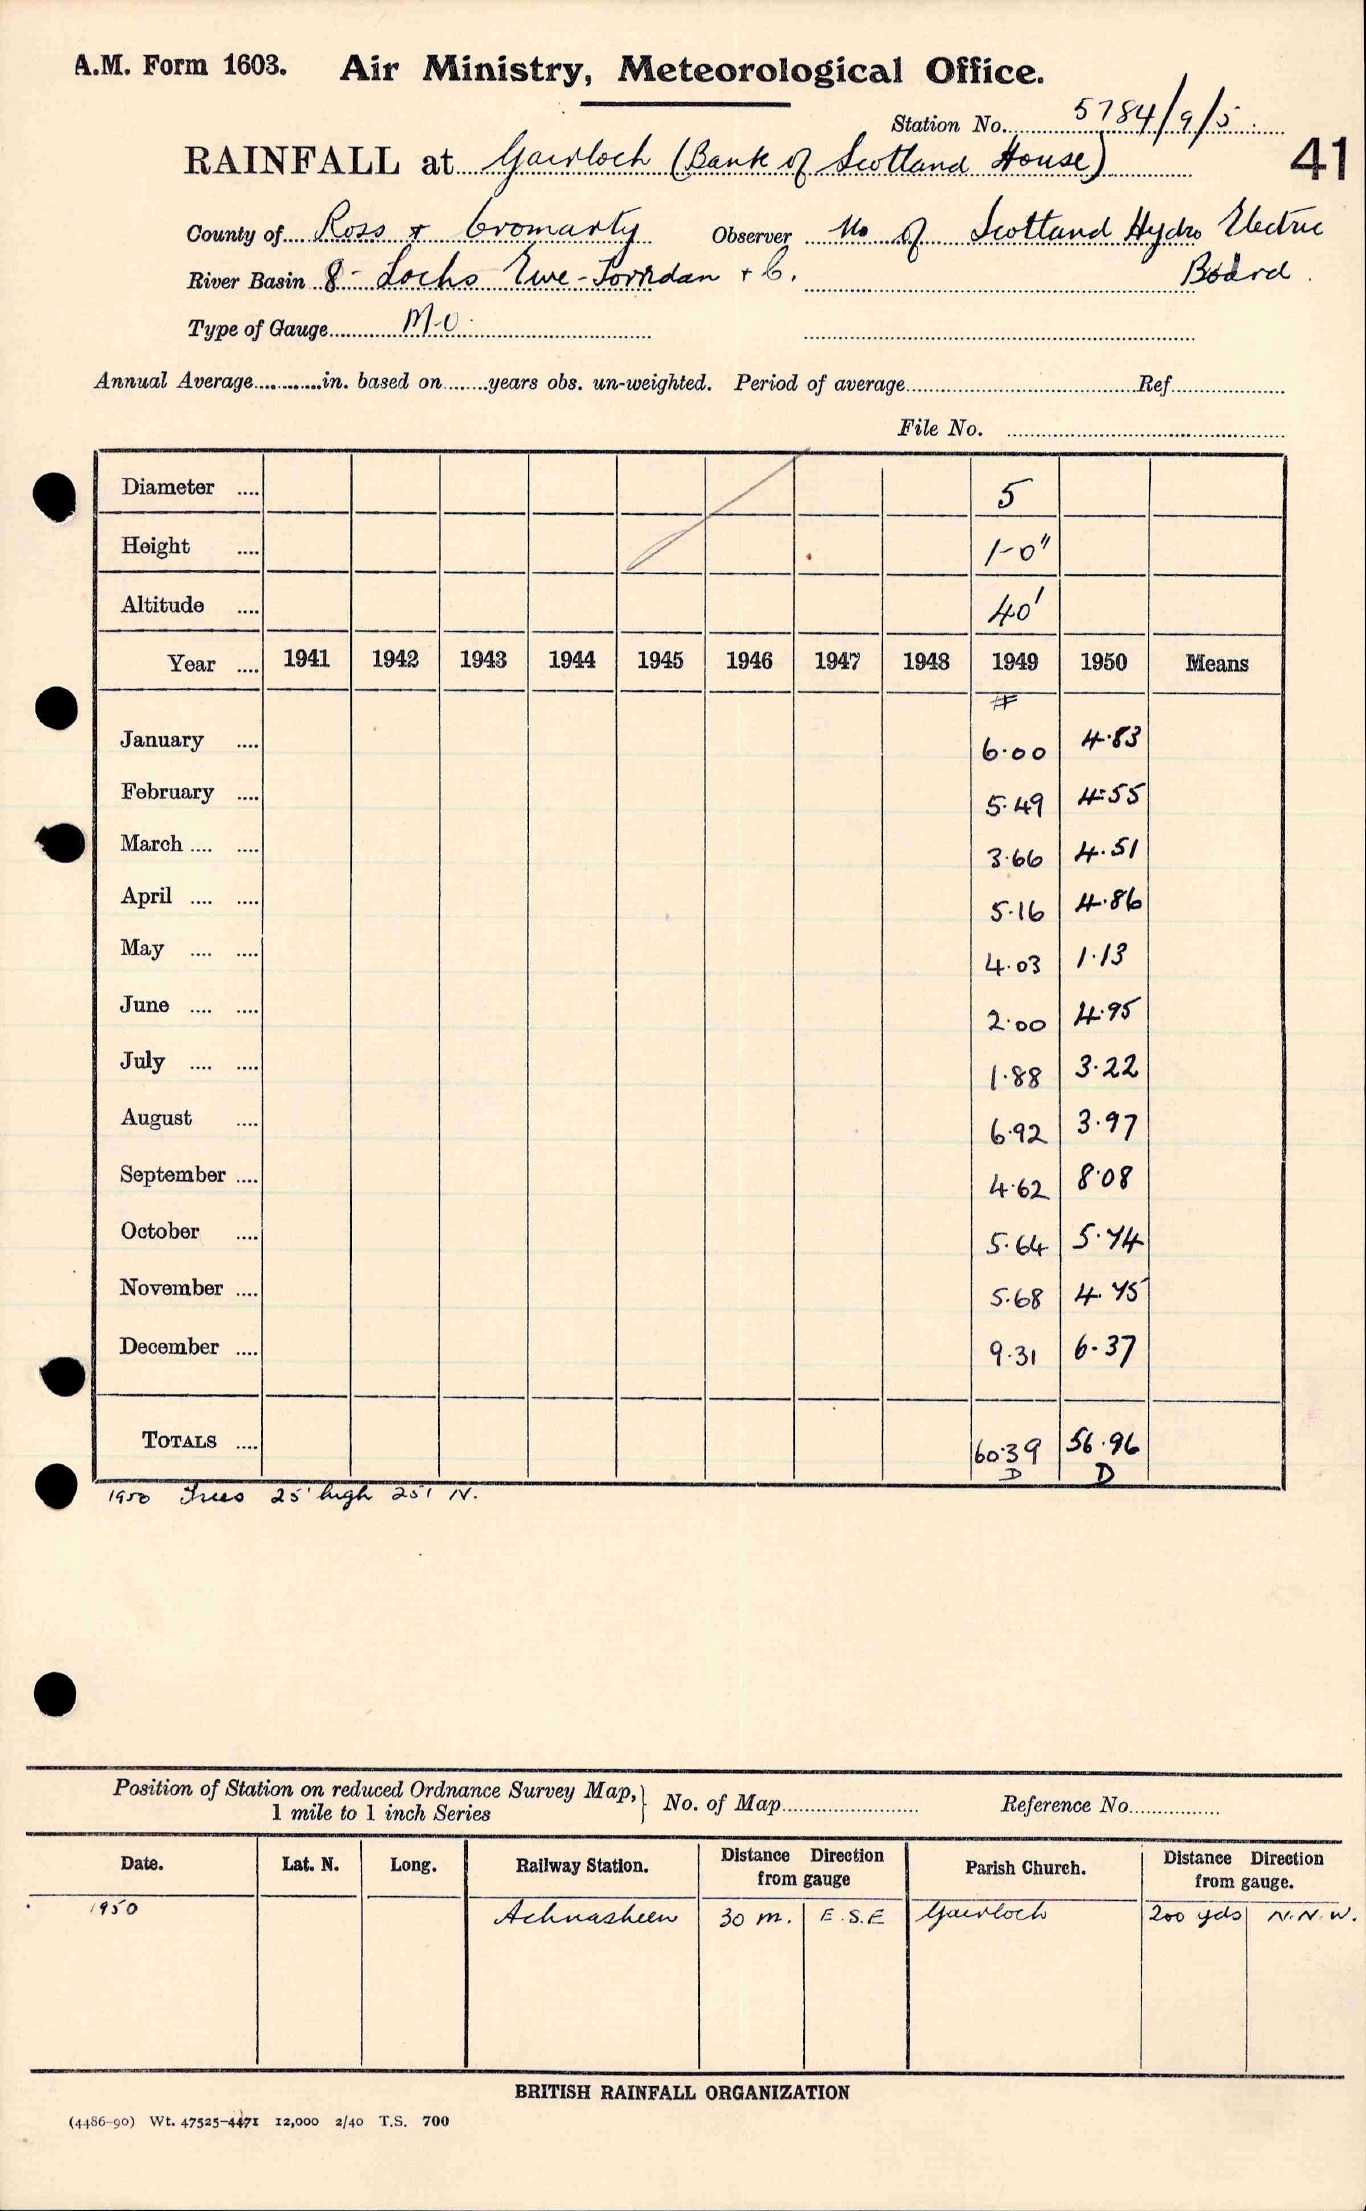 A.M. Form 1603. Air Ministry, Meteorological Office.
Station No. 5784/9/5
41
RAINFALL at Gairloch (Bank of Scotland House)
County of Ross & Cromarty Observer No of Scotland Hydro Electric
River Basin 8- Lochs Ewe-Torridan + C. Board.
Type of Gauge M-O
Annual Average in. based on years obs. un-weighted. Period of average Ref.
File No.
Diameter 5
Height 1-0"
Altitude 40'
Year 1941 1942 1943 1944 1945 1946 1947 1948 1949 1950 Means
#
January 6.00 4.83
February 5.49 4.55
March 3.66 4.51
April 5.16 4.86
May 4.03 1.13
June 2.00 4.95
July 1.88 3.22
August 6.92 3.97
September 4.62 8.08
October 5.64 5.74
November 5.68 4.75
December 9.31 6.37
TOTALS 60.39 56.96
D D
1950 Trees 25' high 25' N.
Position of Station on reduced Ordnance Survey Map,
1 mile to 1 inch Series } No. of Map Reference No.
Date. Lat. N. Long. Railway Station. Distance Direction from gauge Parish Church. Distance Direction from gauge.
1950 Achnasheen 30 m. E.S.E Gairloch 200 yds N.N.W.
BRITISH RAINFALL ORGANIZATION
(4486-90) Wt. 47525-4471 12,000 2/40 T.S. 700